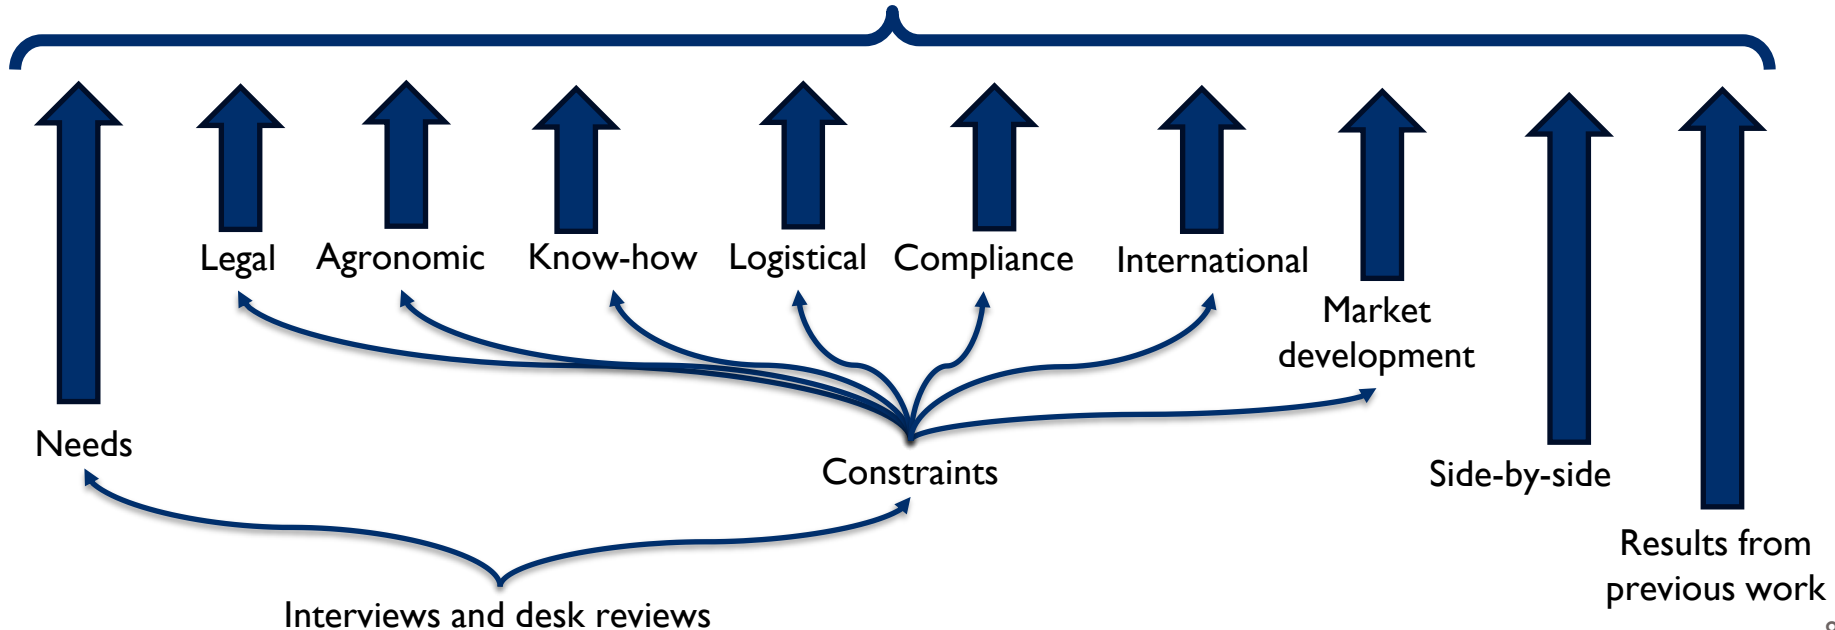 Legal
Agronomic
Know-how
Logistical
Compliance
International
Market
development
Needs
Constraints
Side-by-side
Results from
previous work
Interviews and desk reviews